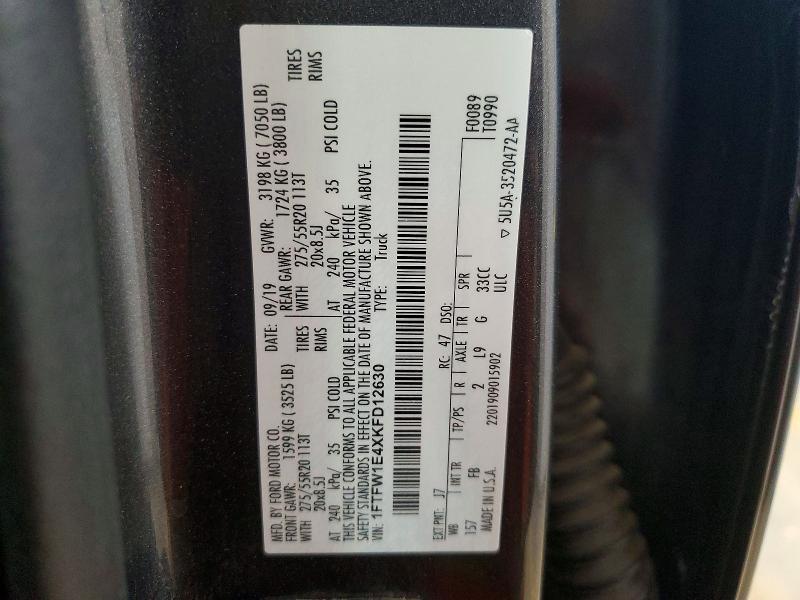 MFD. BY FORD MOTOR CO. DATE: 09/19 GVWR: 3198 KG ( 7050 LB)
FRONT GAWR: 1599 KG ( 3525 LB) REAR GAWR: 1724 KG ( 3800 LB)
WITH 275/55R20 113T TIRES WITH 275/55R20 113T TIRES
20x8.5J RIMS 20x8.5J RIMS
AT 240 kPa/ 35 PSI COLD AT 240 kPa/ 35 PSI COLD
THIS VEHICLE CONFORMS TO ALL APPLICABLE FEDERAL MOTOR VEHICLE
SAFETY STANDARDS IN EFFECT ON THE DATE OF MANUFACTURE SHOWN ABOVE.
VIN: 1FTFW1E4XKFD12630 TYPE: Truck
EXT PNT: J7 RC: 47 DSO: F0089
WB INT TR TP/PS R AXLE TR SPR T0990
157 FB 2 L9 G 33CC
MADE IN U.S.A. 2201909015902 ULC ▽ 5U5A-3520472-AA